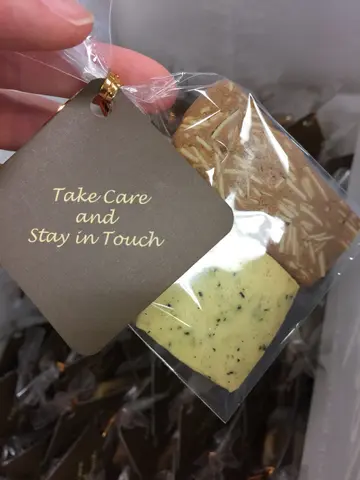 Take Care
and
Stay in Touch